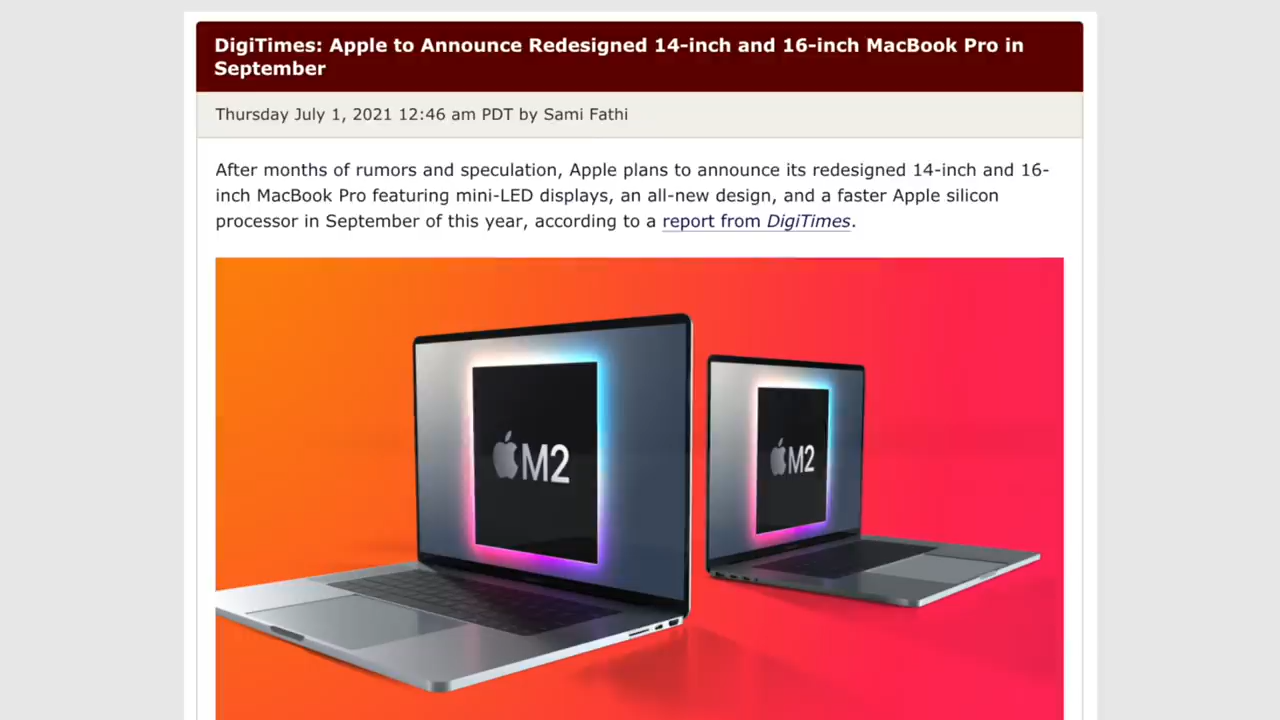 DigiTimes: Apple to Announce Redesigned 14-inch and 16-inch MacBook Pro in
September
Thursday July 1, 2021 12:46 am PDT by Sami Fathi
After months of rumors and speculation, Apple plans to announce its redesigned 14-inch and 16-
inch MacBook Pro featuring mini-LED displays, an all-new design, and a faster Apple silicon
processor in September of this year, according to a report from DigiTimes.
M2
M2